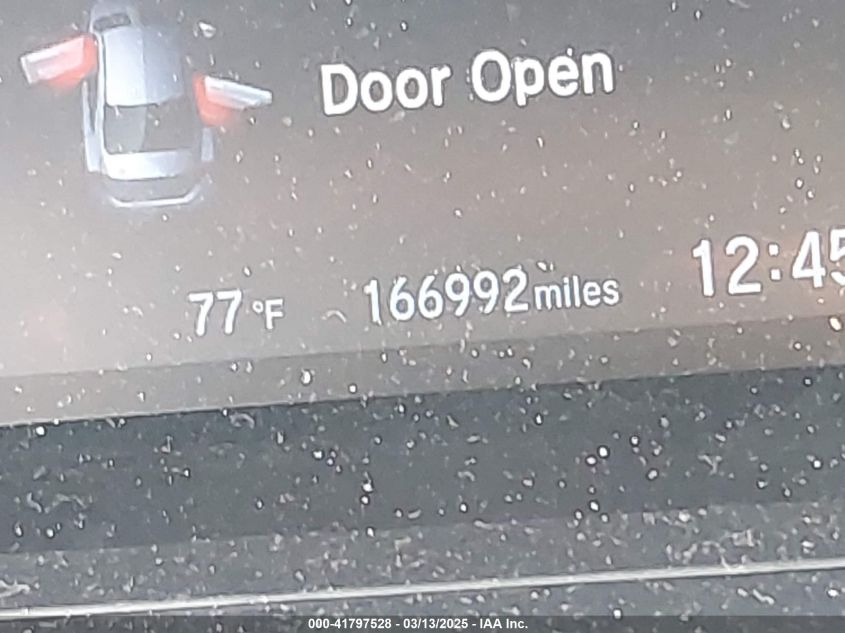 Door Open
77 °F 166992 miles 12:45
000-41797528 - 03/13/2025 - IAA Inc.